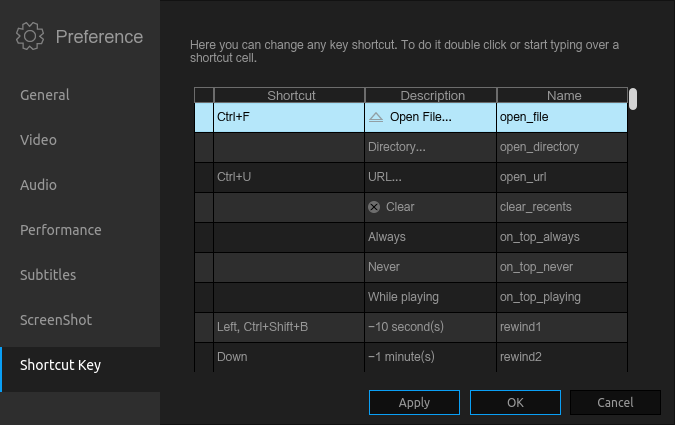 Preference
Here you can change any key shortcut. To do it double click or start typing over a
shortcut cell.
General
Video
Audio
Performance
Subtitles
ScreenShot
Shortcut Key
Shortcut Description Name
Ctrl+F Open File... open_file
Directory... open_directory
Ctrl+U URL... open_url
Clear clear_recents
Always on_top_always
Never on_top_never
While playing on_top_playing
Left, Ctrl+Shift+B −10 second(s) rewind1
Down −1 minute(s) rewind2
Apply OK Cancel